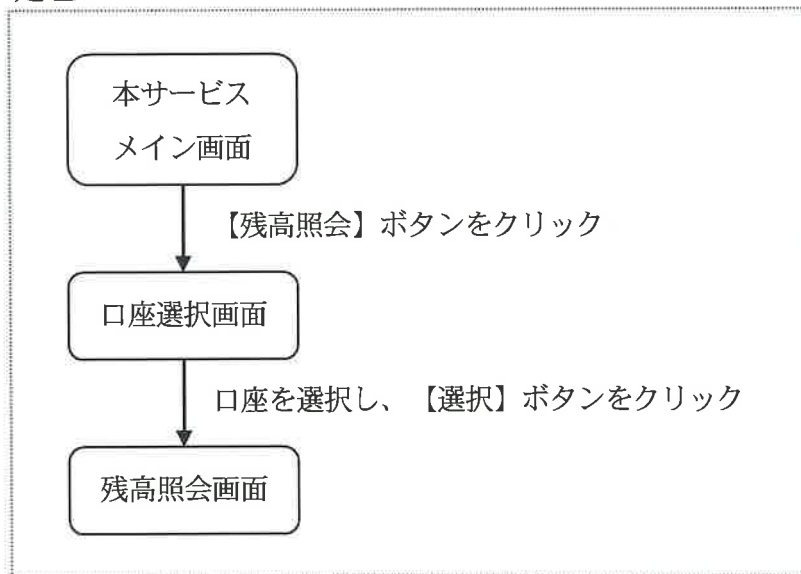 本サービス
メイン画面
【残高照会】ボタンをクリック
口座選択画面
口座を選択し、【選択】ボタンをクリック
残高照会画面